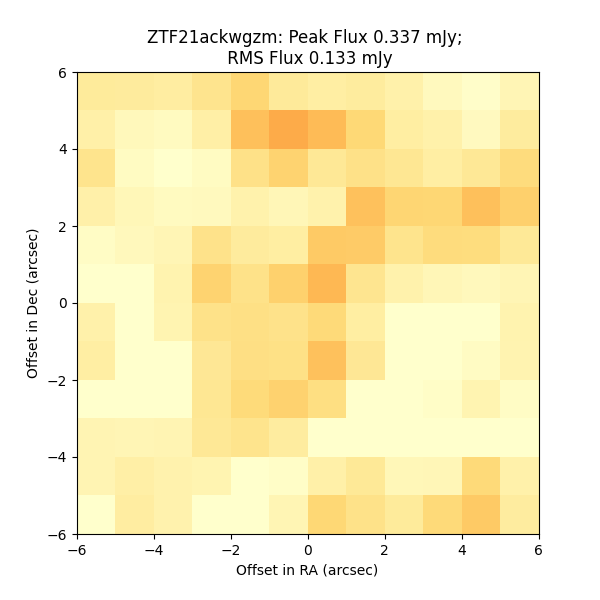 ZTF21ackwgzm: Peak Flux 0.337 mJy;
RMS Flux 0.133 mJy
6
4
2
0
−2
−4
−6
Offset in Dec (arcsec)
−6 −4 −2 0 2 4 6
Offset in RA (arcsec)